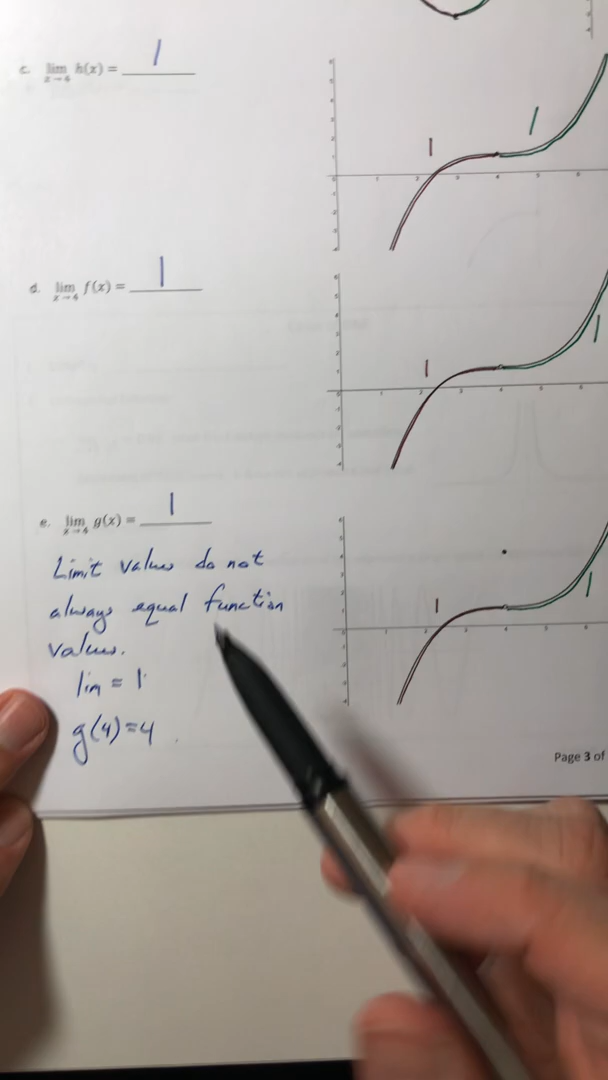 c. lim h(x) = 1
x→4
d. lim f(x) = 1
x→4
e. lim g(x) = 1
x→4
Limit values do not
always equal function
values.
lim = 1
g(4)=4
1
1
1
1
1
1
Page 3 of